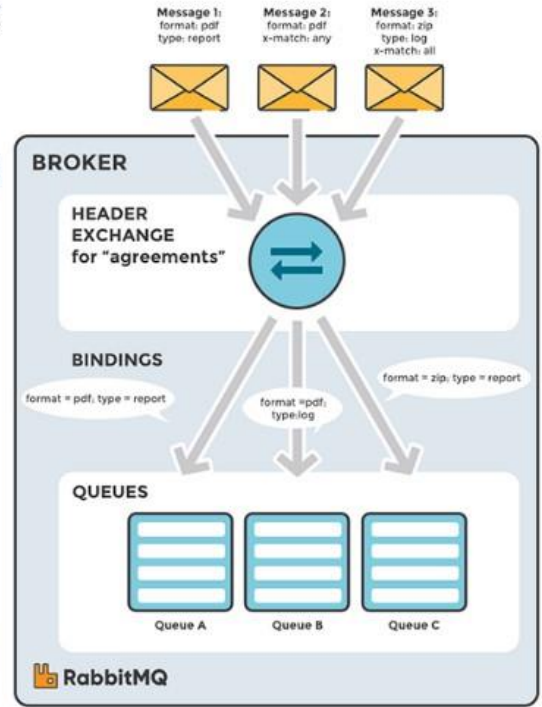 Message 1:
format: pdf
type: report
Message 2:
format: pdf
x-match: any
Message 3:
format: zip
type: log
x-match: all
BROKER
HEADER
EXCHANGE
for "agreements"
BINDINGS
format = pdf; type = report
format =pdf;
type:log
format = zip; type = report
QUEUES
Queue A
Queue B
Queue C
RabbitMQ